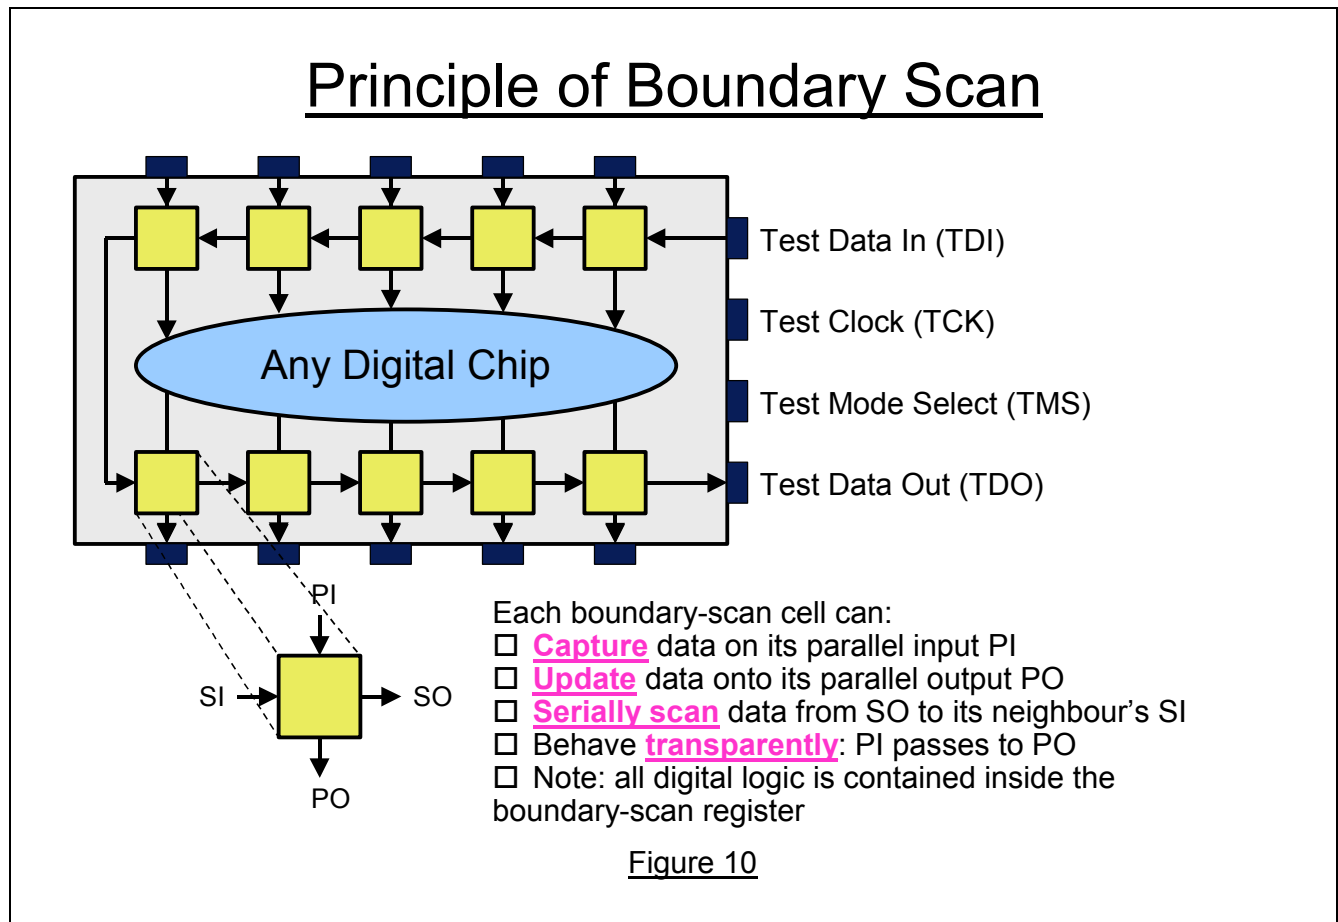 Principle of Boundary Scan
Test Data In (TDI)
Test Clock (TCK)
Any Digital Chip
Test Mode Select (TMS)
Test Data Out (TDO)
PI
SI
SO
PO
Each boundary-scan cell can:
□ Capture data on its parallel input PI
□ Update data onto its parallel output PO
□ Serially scan data from SO to its neighbour's SI
□ Behave transparently: PI passes to PO
□ Note: all digital logic is contained inside the
boundary-scan register
Figure 10